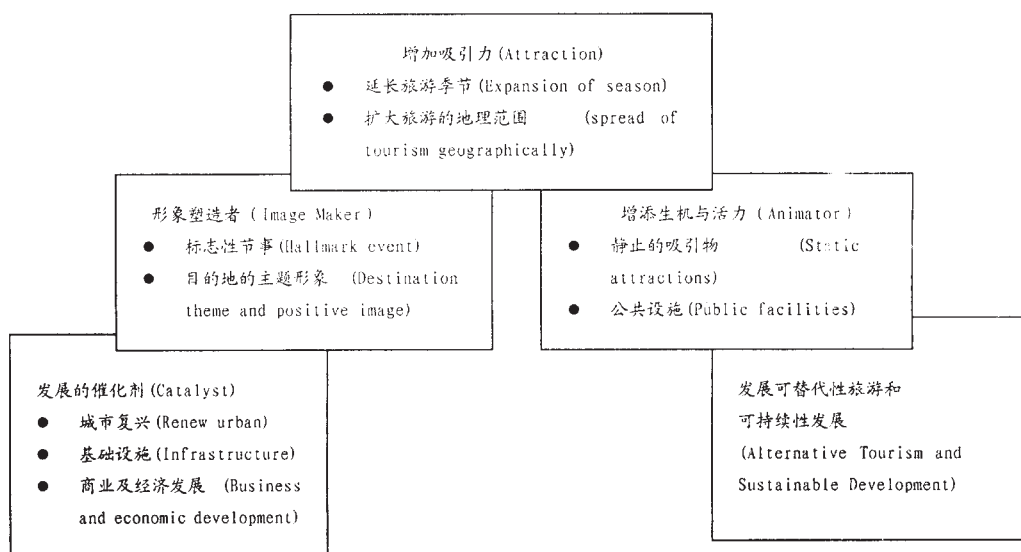 增加吸引力(Attraction)
● 延长旅游季节(Expansion of season)
● 扩大旅游的地理范围 (spread of
tourism geographically)
形象塑造者 (Image Maker)
● 标志性节事(Hallmark event)
● 目的地的主题形象 (Destination
theme and positive image)
增添生机与活力 (Animator)
● 静止的吸引物 (Static
attractions)
● 公共设施(Public facilities)
发展的催化剂(Catalyst)
● 城市复兴(Renew urban)
● 基础设施(Infrastructure)
● 商业及经济发展 (Business
and economic development)
发展可替代性旅游和
可持续性发展
(Alternative Tourism and
Sustainable Development)